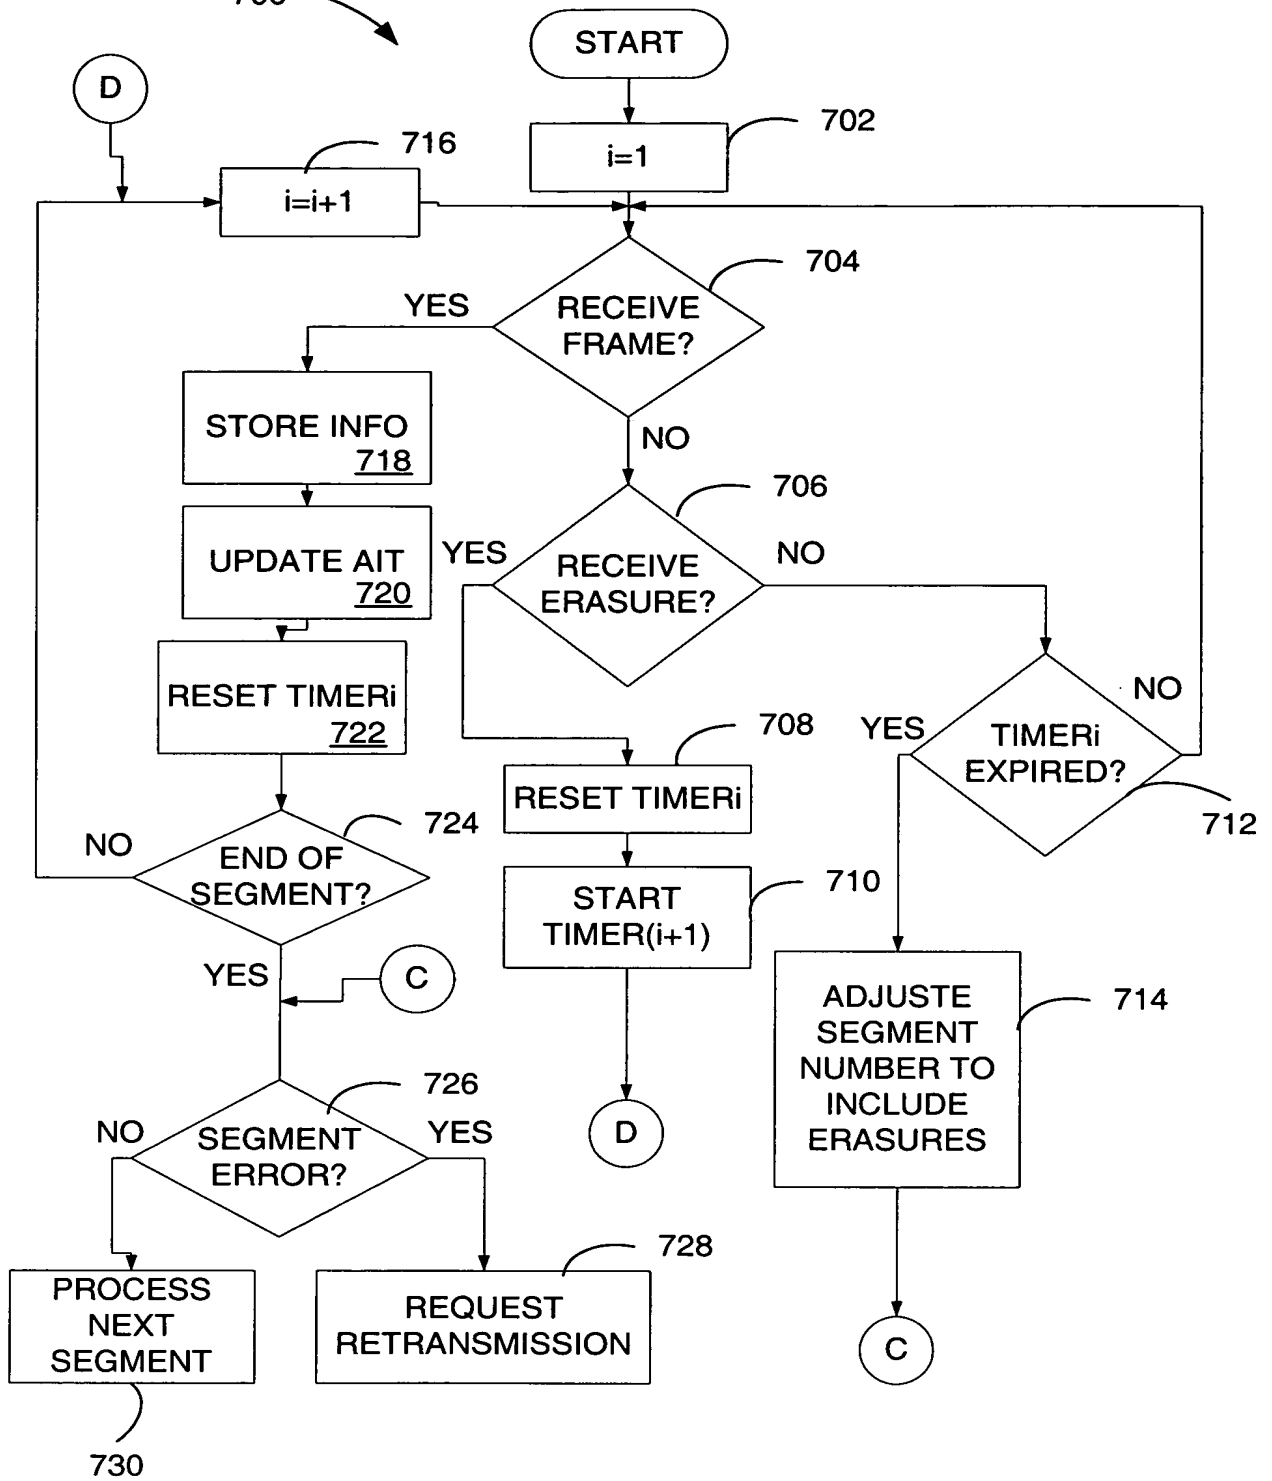 START
D
702
716
i=1
i=i+1
704
YES
RECEIVE
FRAME?
STORE INFO
718
NO
706
UPDATE AIT
720
YES
RECEIVE
ERASURE?
NO
RESET TIMERi
722
708
NO
YES
TIMERi
EXPIRED?
RESET TIMERi
712
724
NO
END OF
SEGMENT?
710
START
TIMER(i+1)
YES
C
ADJUSTE
SEGMENT
NUMBER TO
INCLUDE
ERASURES
714
726
NO
SEGMENT
ERROR?
YES
D
728
PROCESS
NEXT
SEGMENT
REQUEST
RETRANSMISSION
C
730